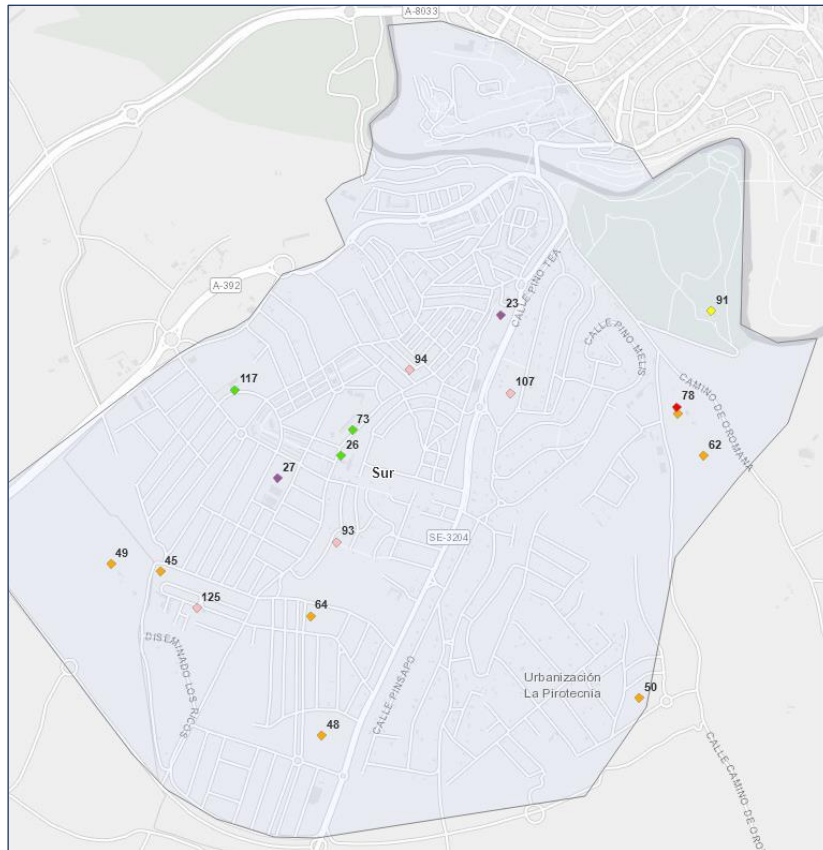 A-8033
A-392
CALLE PINO TEA
23
91
CALLE PINO MELIS
94
107
117
CAMINO DE OROMANA
78
73
26
62
27
Sur
93
SE-3204
49
45
125
64
DISEMINADO LOS RICOS
Urbanización
La Pirotecnia
50
CALLE PINSAPO
48
CALLE CAMINO DE OROM